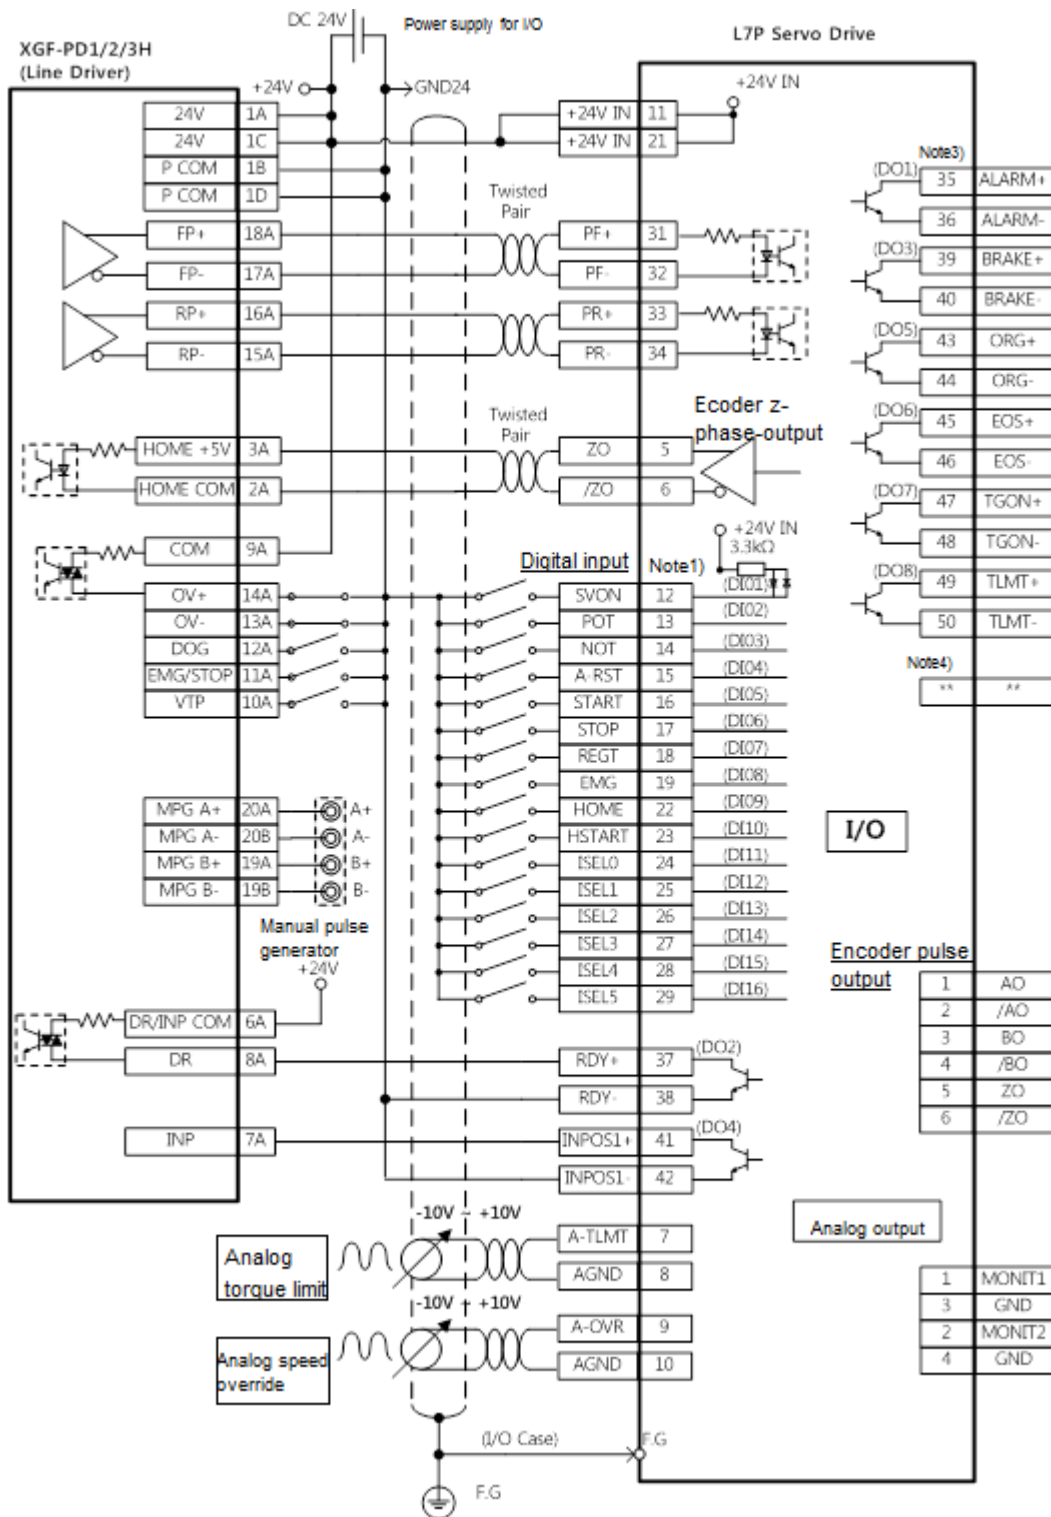 DC 24V
Power supply for I/O
L7P Servo Drive
XGF-PD1/2/3H
(Line Driver)
+24V
GND24
+24V IN
24V 1A
+24V IN 11
24V 1C
+24V IN 21
P COM 1B
P COM 1D
Twisted
Pair
Note3)
(DO1)
35 ALARM+
36 ALARM-
FP+ 18A
PF+ 31
FP- 17A
PF- 32
(DO3)
39 BRAKE+
40 BRAKE-
RP+ 16A
PR+ 33
RP- 15A
PR- 34
(DO5)
43 ORG+
44 ORG-
Twisted
Pair
Ecoder z-
phase-output
(DO6)
45 EOS+
46 EOS-
HOME +5V 3A
ZO 5
HOME COM 2A
/ZO 6
(DO7)
47 TGON+
48 TGON-
+24V IN
3.3kΩ
COM 9A
Digital input
Note1)
(DO8)
49 TLMT+
50 TLMT-
OV+ 14A
SVON 12 (DI01)
OV- 13A
POT 13 (DI02)
DOG 12A
NOT 14 (DI03)
EMG/STOP 11A
A-RST 15 (DI04)
VTP 10A
START 16 (DI05)
STOP 17 (DI06)
REGT 18 (DI07)
EMG 19 (DI08)
HOME 22 (DI09)
HSTART 23 (DI10)
ISEL0 24 (DI11)
ISEL1 25 (DI12)
ISEL2 26 (DI13)
ISEL3 27 (DI14)
ISEL4 28 (DI15)
ISEL5 29 (DI16)
Note4)
** **
MPG A+ 20A A+
MPG A- 20B A-
MPG B+ 19A B+
MPG B- 19B B-
Manual pulse
generator
I/O
Encoder pulse
output
1 AO
2 /AO
3 BO
4 /BO
5 ZO
6 /ZO
+24V
DR/INP COM 6A
DR 8A
RDY+ 37 (DO2)
RDY- 38
INP 7A
INPOS1+ 41 (DO4)
INPOS1- 42
-10V ~ +10V
Analog
torque limit
A-TLMT 7
AGND 8
Analog output
-10V ~ +10V
Analog speed
override
A-OVR 9
AGND 10
1 MONIT1
3 GND
2 MONIT2
4 GND
(I/O Case)
F.G
F.G